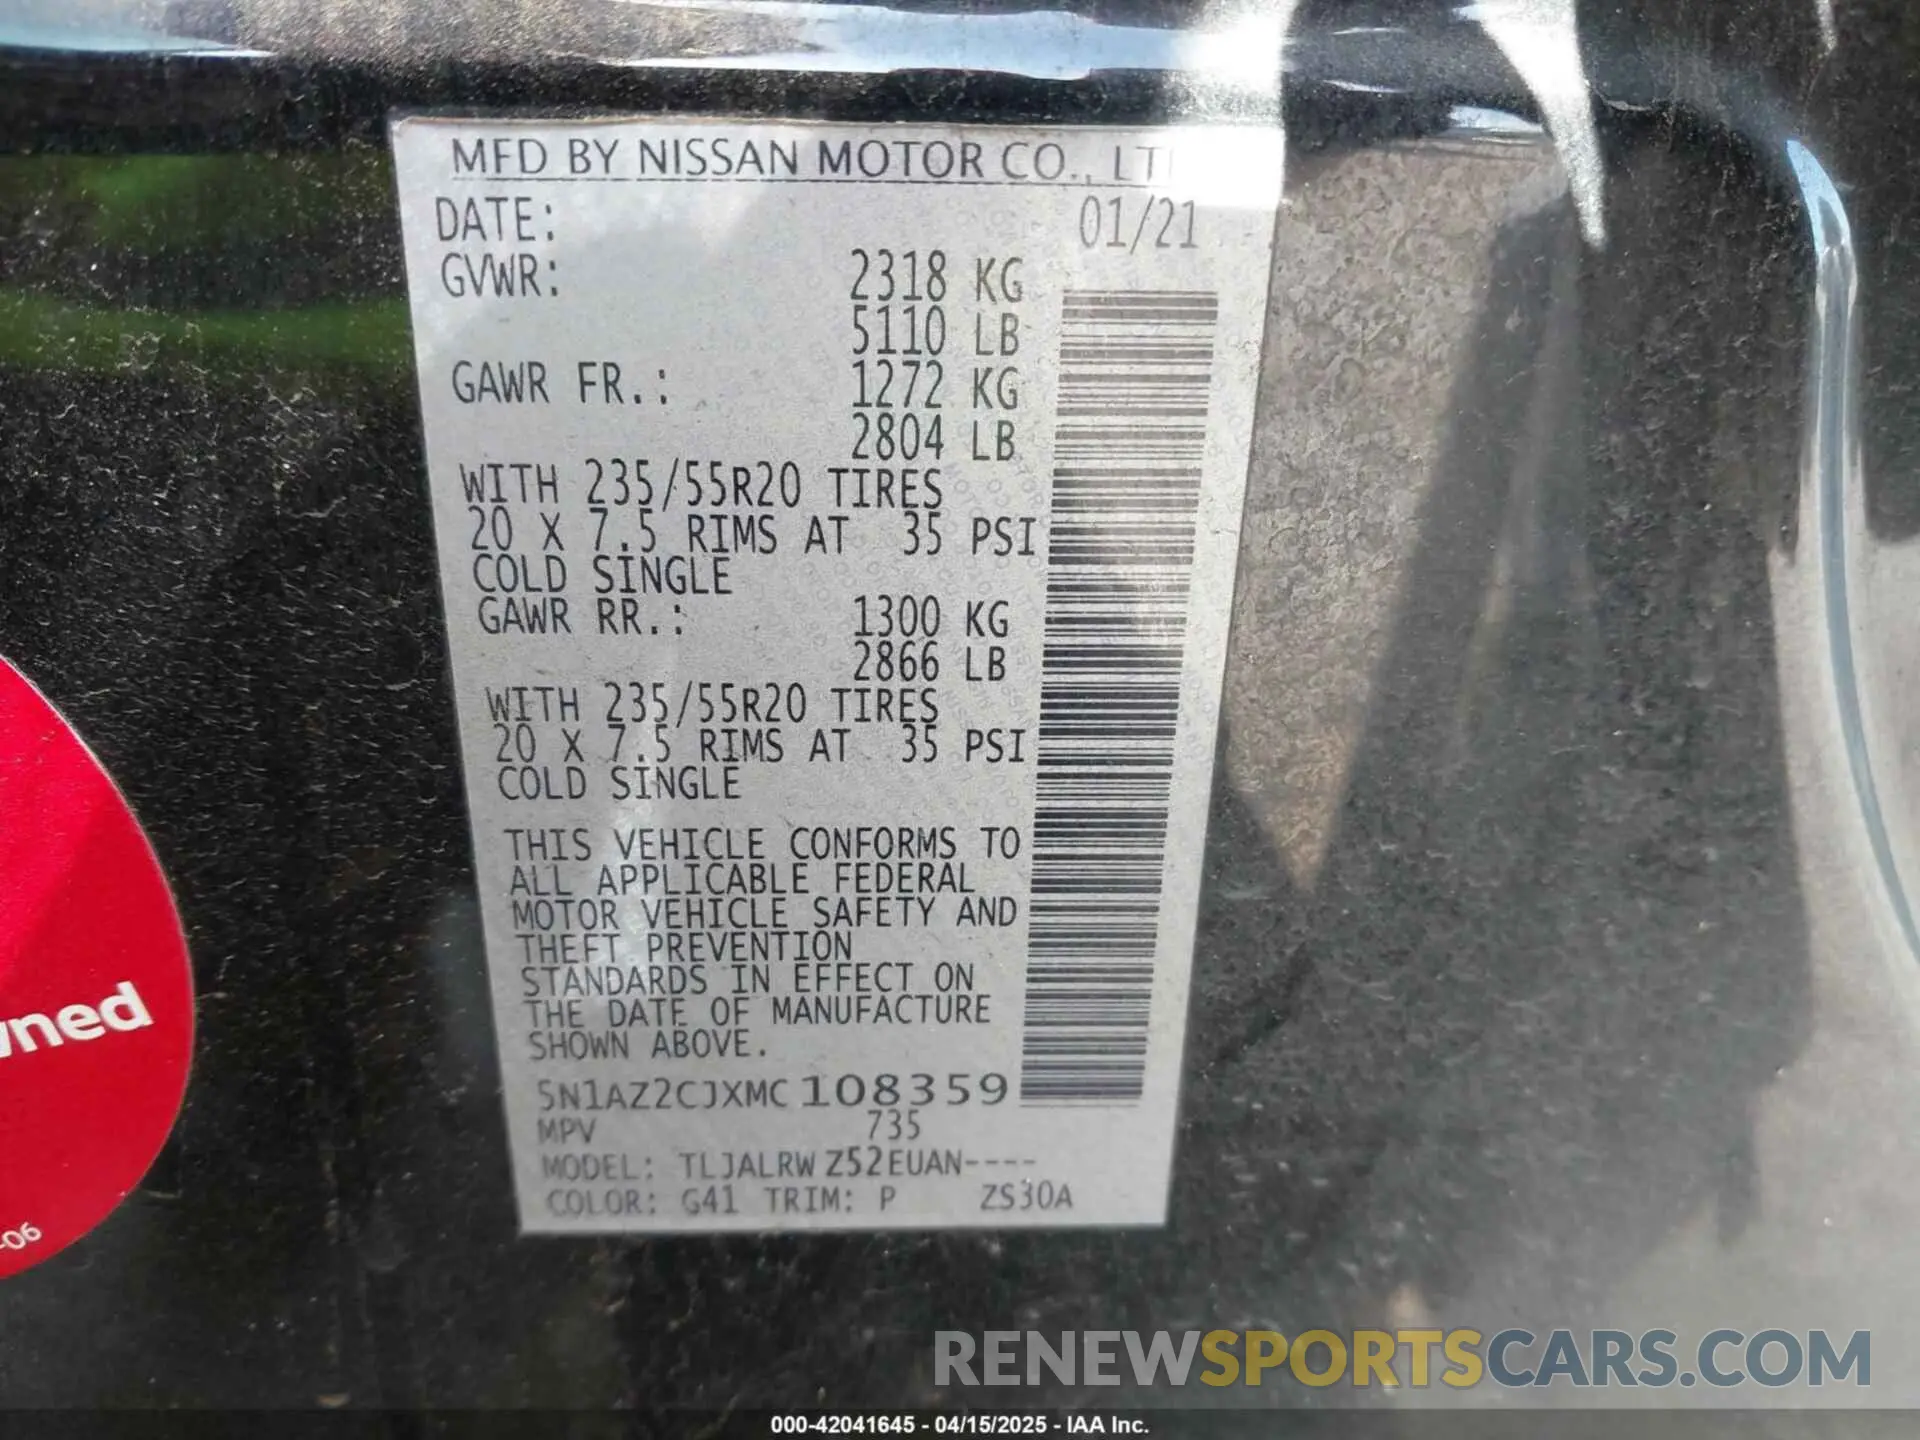 MFD BY NISSAN MOTOR CO., LT
DATE: 01/21
GVWR: 2318 KG
5110 LB
GAWR FR.: 1272 KG
2804 LB
WITH 235/55R20 TIRES
20 X 7.5 RIMS AT 35 PSI
COLD SINGLE
GAWR RR.: 1300 KG
2866 LB
WITH 235/55R20 TIRES
20 X 7.5 RIMS AT 35 PSI
COLD SINGLE
THIS VEHICLE CONFORMS TO
ALL APPLICABLE FEDERAL
MOTOR VEHICLE SAFETY AND
THEFT PREVENTION
STANDARDS IN EFFECT ON
THE DATE OF MANUFACTURE
SHOWN ABOVE.
5N1AZ2CJXMC108359
MPV 735
MODEL: TLJALRW Z52EUAN----
COLOR: G41 TRIM: P ZS30A
wned
-06
RENEWSPORTSCARS.COM
000-42041645 - 04/15/2025 - IAA Inc.